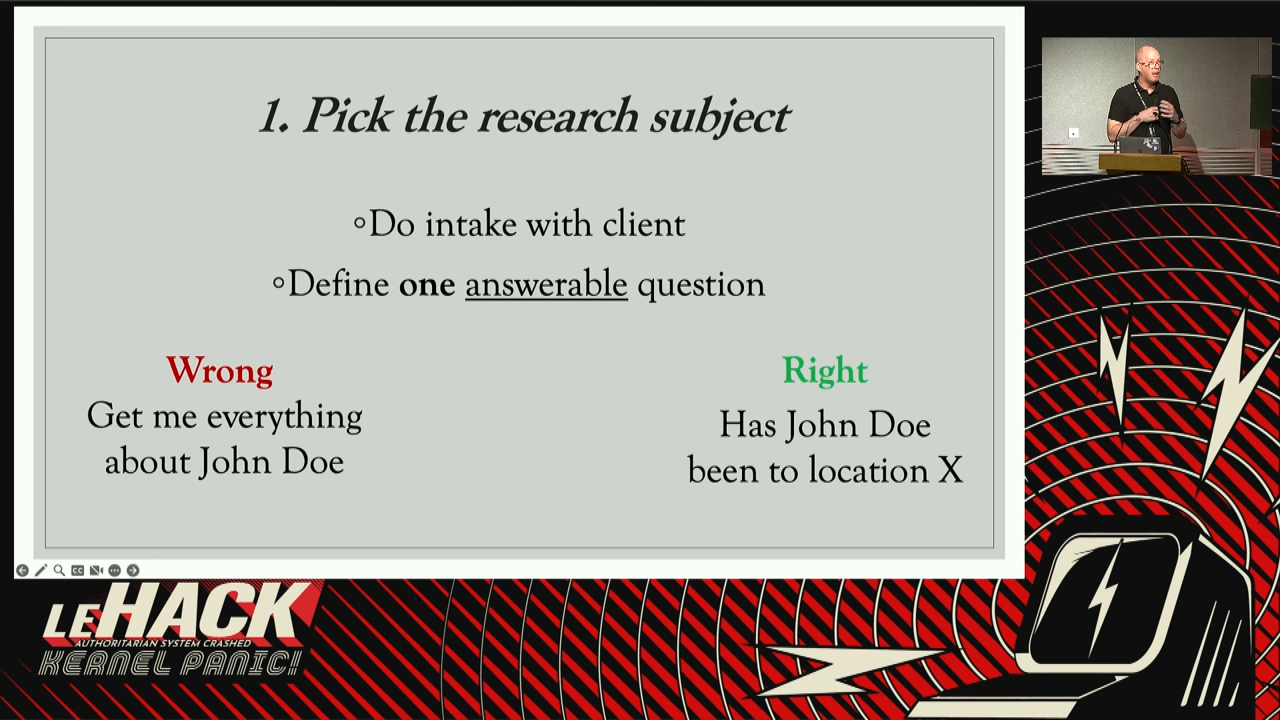 1. Pick the research subject
◦Do intake with client
◦Define one answerable question
Wrong
Get me everything
about John Doe
Right
Has John Doe
been to location X
LEHACK
AUTHORITARIAN SYSTEM CRASHED
KERNEL PANIC!